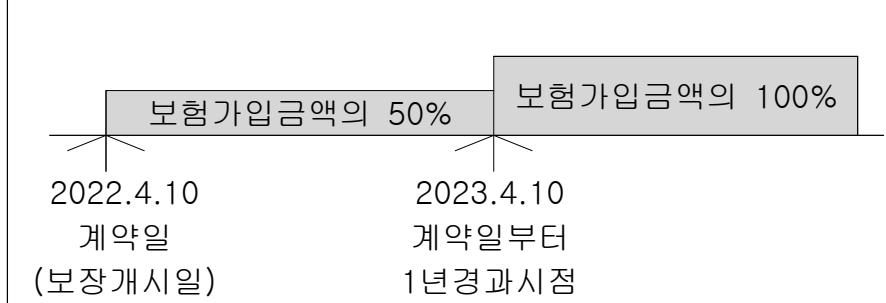 보험가입금액의 50%
보험가입금액의 100%
2022.4.10
계약일
(보장개시일)
2023.4.10
계약일부터
1년경과시점